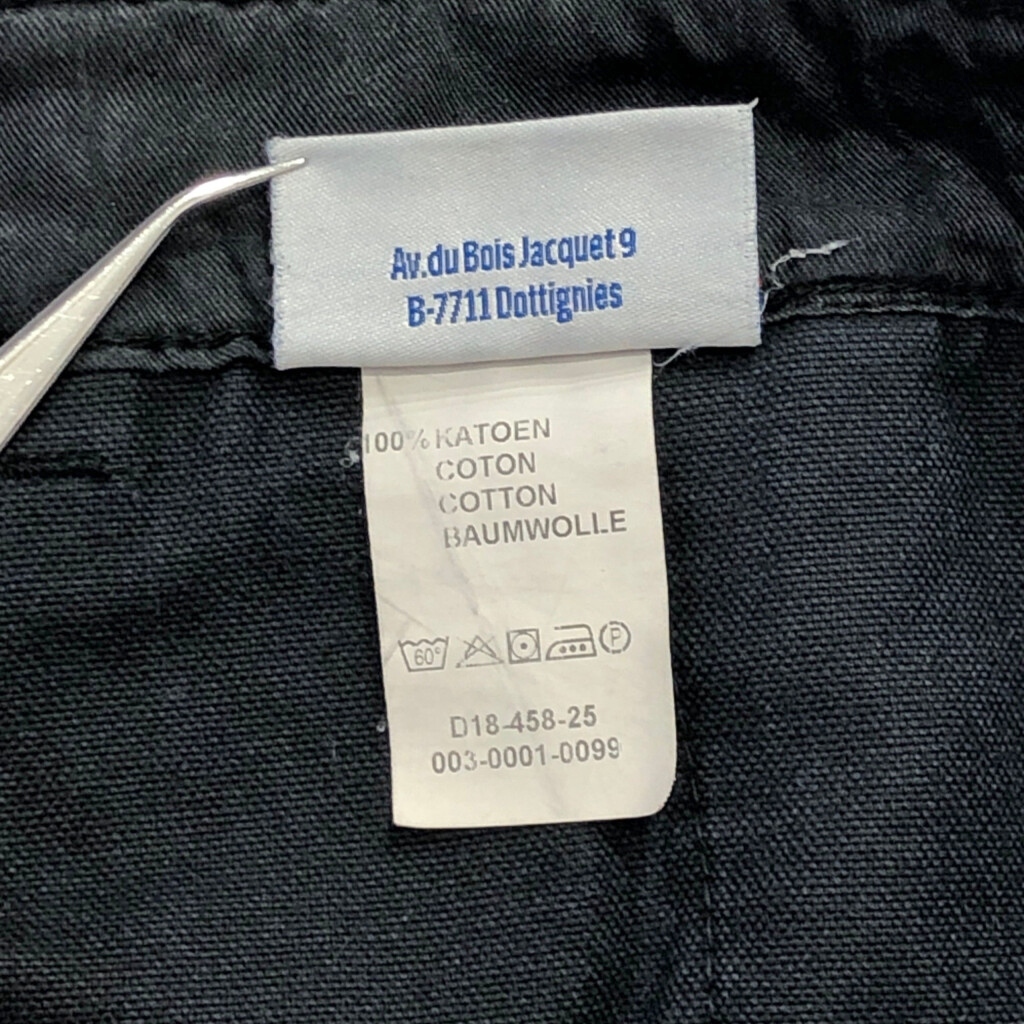 Av.du Bois Jacquet 9
B-7711 Dottignies
100% KATOEN
COTON
COTTON
BAUMWOLLE
60°
P
D18-458-25
003-0001-0099